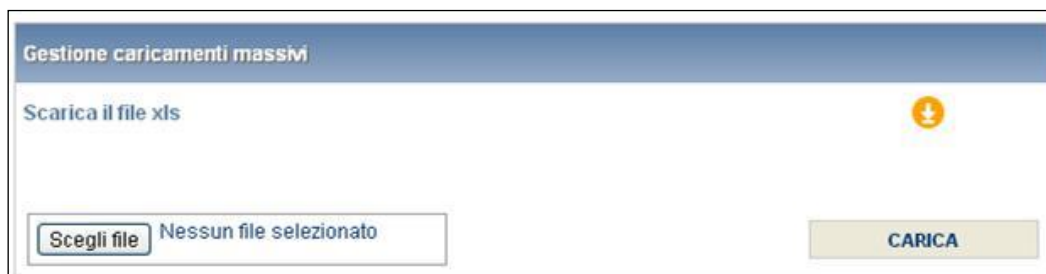 Gestione caricamenti massivi
Scarica il file xls
Scegli file Nessun file selezionato
CARICA